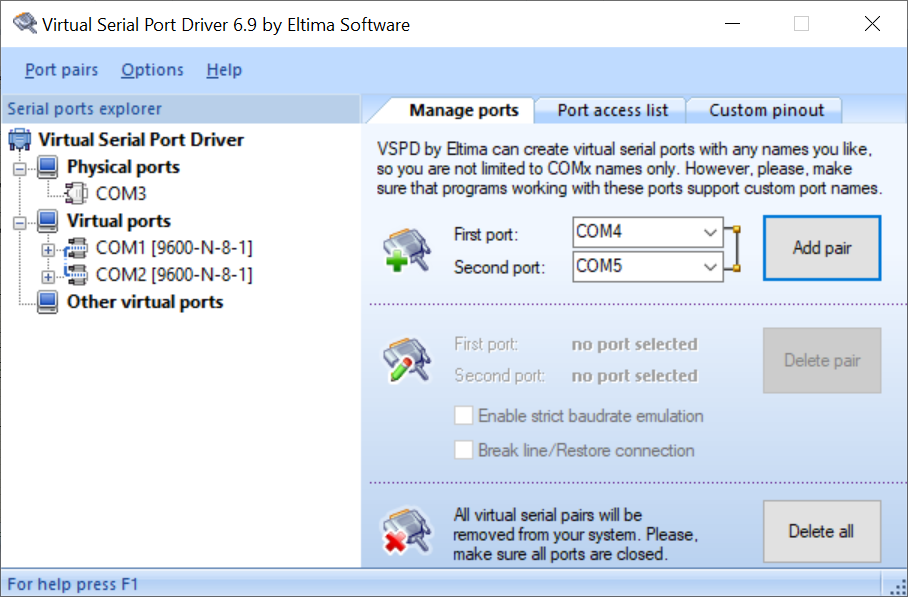 Virtual Serial Port Driver 6.9 by Eltima Software
Port pairs Options Help
Serial ports explorer
Virtual Serial Port Driver
Physical ports
COM3
Virtual ports
COM1 [9600-N-8-1]
COM2 [9600-N-8-1]
Other virtual ports
Manage ports Port access list Custom pinout
VSPD by Eltima can create virtual serial ports with any names you like,
so you are not limited to COMx names only. However, please, make
sure that programs working with these ports support custom port names.
First port: COM4
Second port: COM5
Add pair
First port: no port selected
Second port: no port selected
Delete pair
Enable strict baudrate emulation
Break line/Restore connection
All virtual serial pairs will be
removed from your system. Please,
make sure all ports are closed.
Delete all
For help press F1